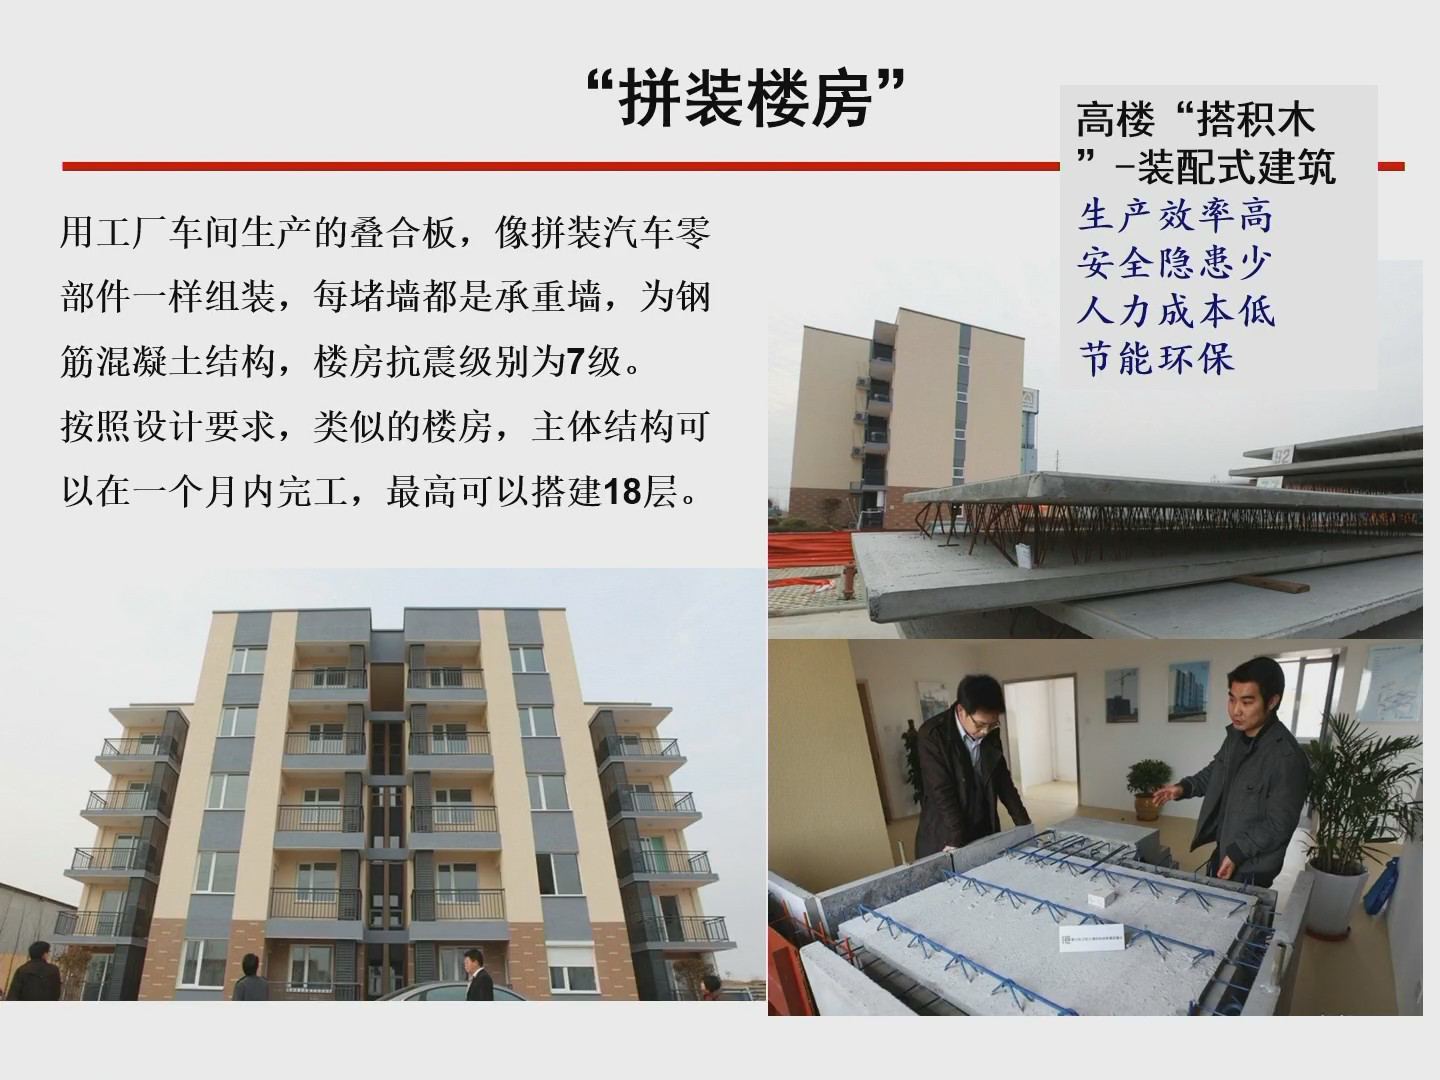 “拼装楼房”
高楼“搭积木
”-装配式建筑
生产效率高
安全隐患少
人力成本低
节能环保
用工厂车间生产的叠合板，像拼装汽车零
部件一样组装，每堵墙都是承重墙，为钢
筋混凝土结构，楼房抗震级别为7级。
按照设计要求，类似的楼房，主体结构可
以在一个月内完工，最高可以搭建18层。
92